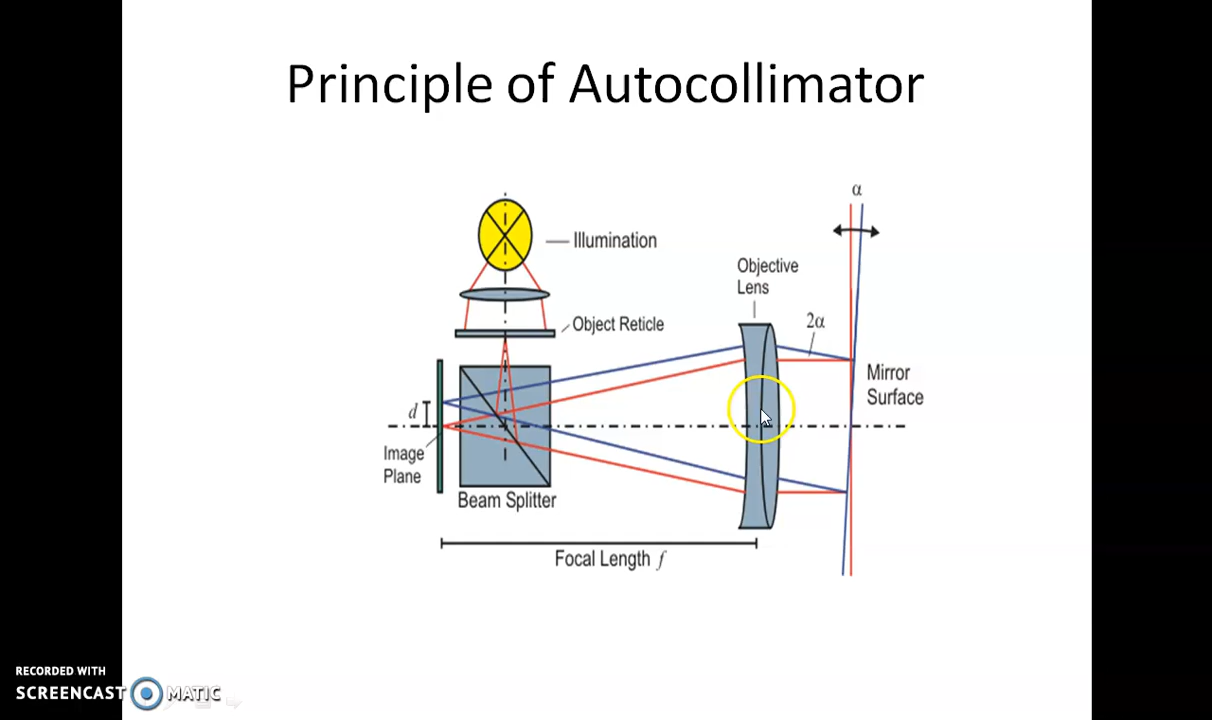 Principle of Autocollimator
α
Illumination
Objective
Lens
Object Reticle
2α
Mirror
Surface
d
Image
Plane
Beam Splitter
Focal Length f
RECORDED WITH
SCREENCAST MATIC